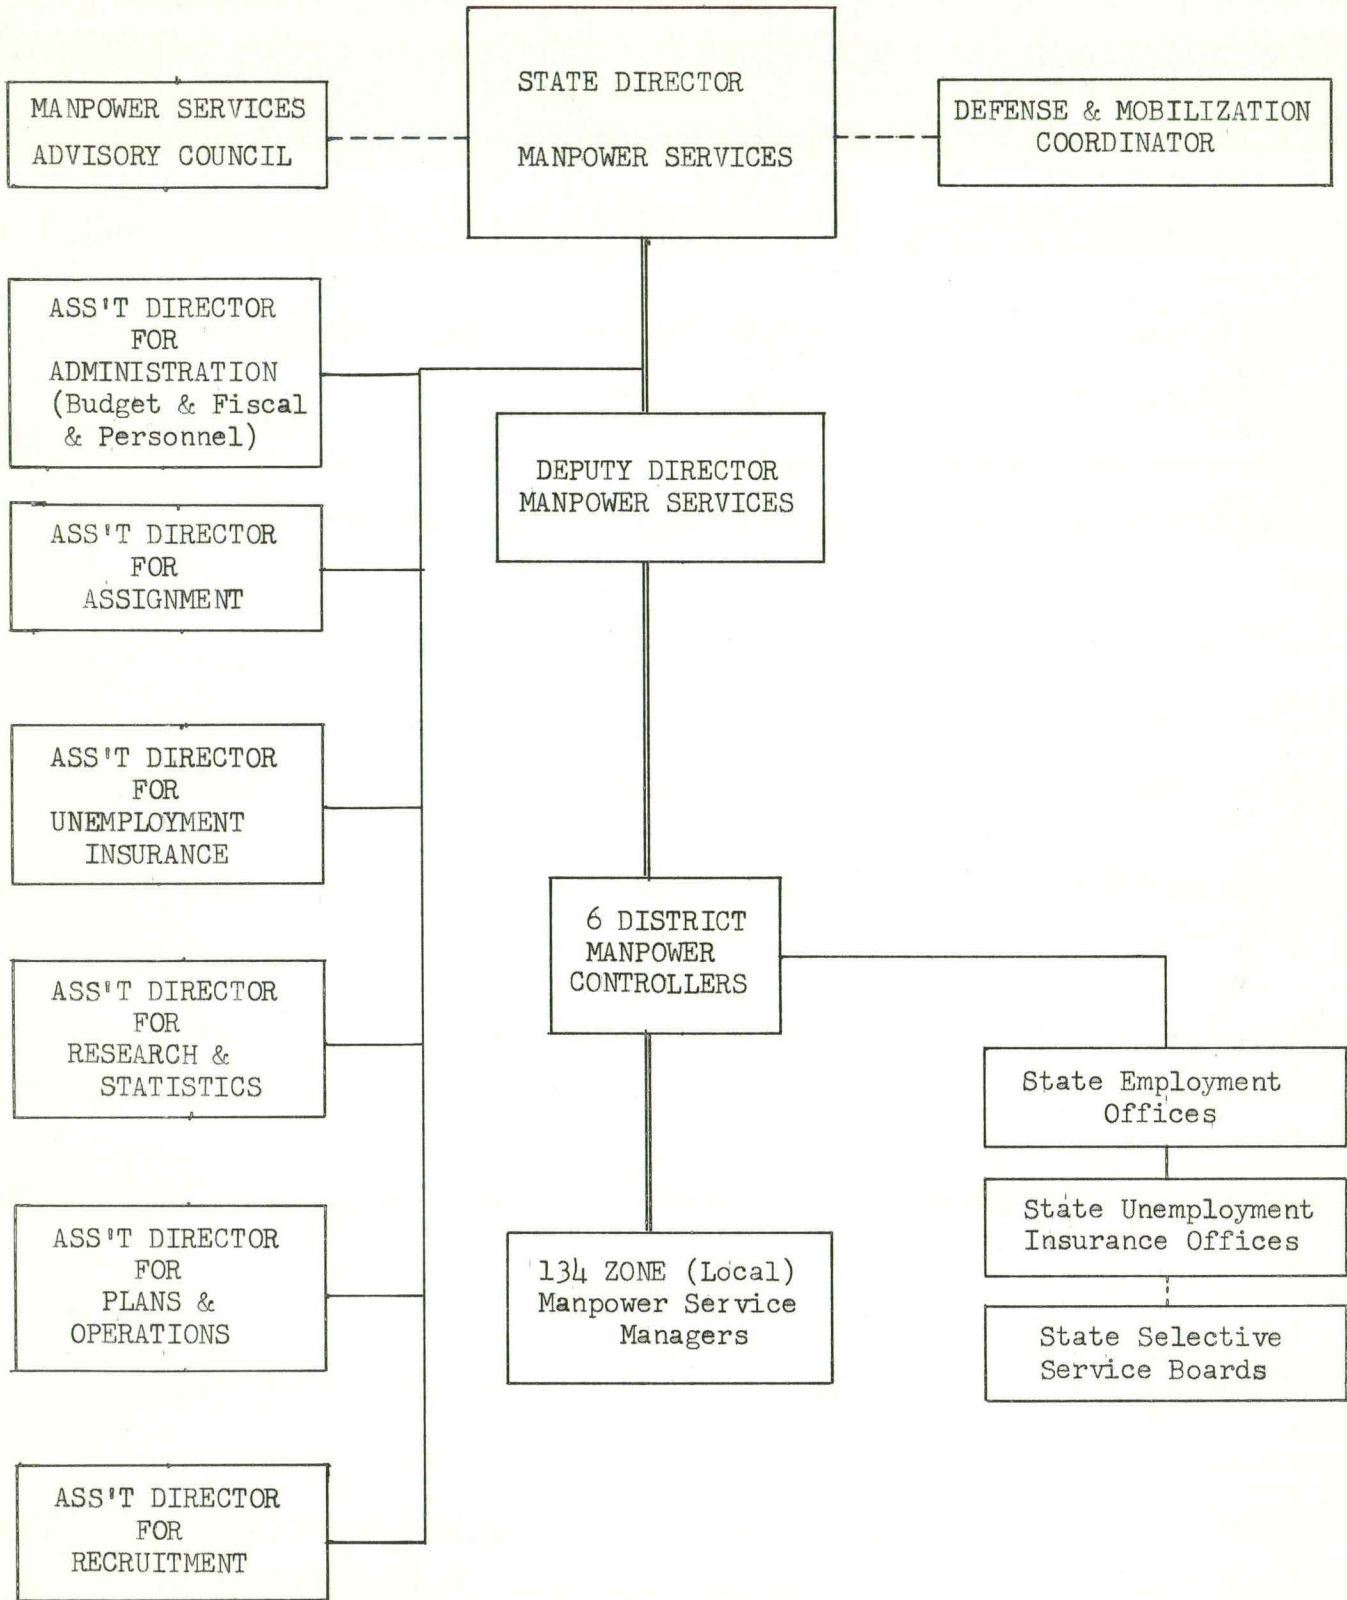 STATE DIRECTOR
MANPOWER SERVICES
MANPOWER SERVICES
ADVISORY COUNCIL
DEFENSE & MOBILIZATION
COORDINATOR
ASS'T DIRECTOR
FOR
ADMINISTRATION
(Budget & Fiscal
& Personnel)
DEPUTY DIRECTOR
MANPOWER SERVICES
ASS'T DIRECTOR
FOR
ASSIGNMENT
ASS'T DIRECTOR
FOR
UNEMPLOYMENT
INSURANCE
6 DISTRICT
MANPOWER
CONTROLLERS
ASS'T DIRECTOR
FOR
RESEARCH &
STATISTICS
State Employment
Offices
State Unemployment
Insurance Offices
State Selective
Service Boards
134 ZONE (Local)
Manpower Service
Managers
ASS'T DIRECTOR
FOR
PLANS &
OPERATIONS
ASS'T DIRECTOR
FOR
RECRUITMENT